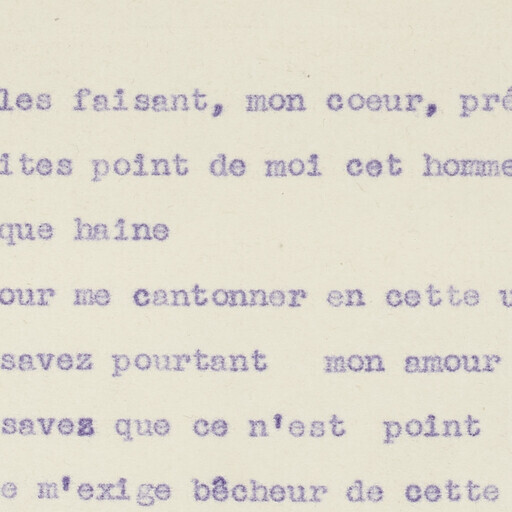 les faisant, mon coeur, pré
ites point de moi cet homme
que haine
our me cantonner en cette u
savez pourtant mon amour
savez que ce n'est point
e m'exige bêcheur de cette